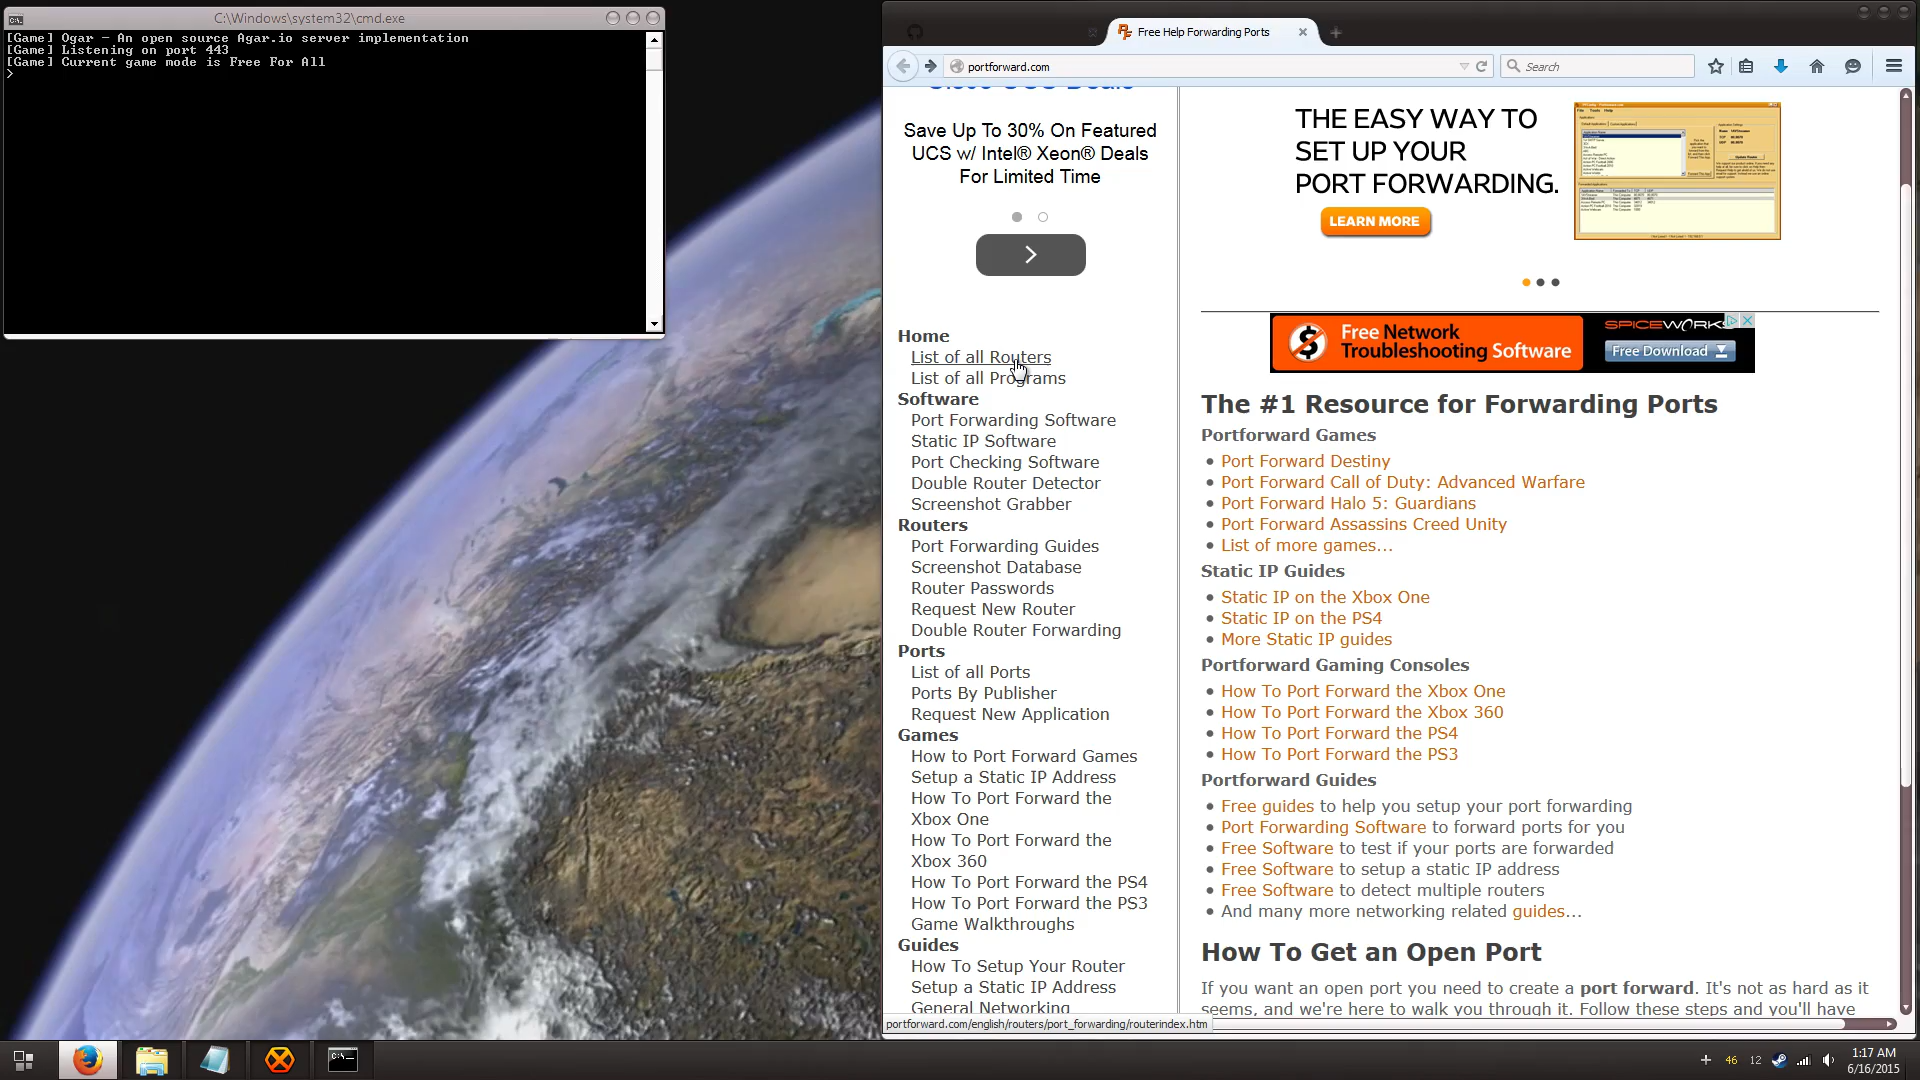 C:\Windows\system32\cmd.exe
[Game] Ogar - An open source Agar.io server implementation
[Game] Listening on port 443
[Game] Current game mode is Free For All
>
Free Help Forwarding Ports
portforward.com
Search
Save Up To 30% On Featured
UCS w/ Intel® Xeon® Deals
For Limited Time
Home
List of all Routers
List of all Programs
Software
Port Forwarding Software
Static IP Software
Port Checking Software
Double Router Detector
Screenshot Grabber
Routers
Port Forwarding Guides
Screenshot Database
Router Passwords
Request New Router
Double Router Forwarding
Ports
List of all Ports
Ports By Publisher
Request New Application
Games
How to Port Forward Games
Setup a Static IP Address
How To Port Forward the
Xbox One
How To Port Forward the
Xbox 360
How To Port Forward the PS4
How To Port Forward the PS3
Game Walkthroughs
Guides
How To Setup Your Router
Setup a Static IP Address
General Networking
portforward.com/english/routers/port_forwarding/routerindex.htm
THE EASY WAY TO
SET UP YOUR
PORT FORWARDING.
LEARN MORE
Free Network
Troubleshooting Software
SPICEWORKS
Free Download
The #1 Resource for Forwarding Ports
Portforward Games
Port Forward Destiny
Port Forward Call of Duty: Advanced Warfare
Port Forward Halo 5: Guardians
Port Forward Assassins Creed Unity
List of more games...
Static IP Guides
Static IP on the Xbox One
Static IP on the PS4
More Static IP guides
Portforward Gaming Consoles
How To Port Forward the Xbox One
How To Port Forward the Xbox 360
How To Port Forward the PS4
How To Port Forward the PS3
Portforward Guides
Free guides to help you setup your port forwarding
Port Forwarding Software to forward ports for you
Free Software to test if your ports are forwarded
Free Software to setup a static IP address
Free Software to detect multiple routers
And many more networking related guides...
How To Get an Open Port
If you want an open port you need to create a port forward. It's not as hard as it
seems, and we're here to walk you through it. Follow these steps and you'll have
46 12
1:17 AM
6/16/2015